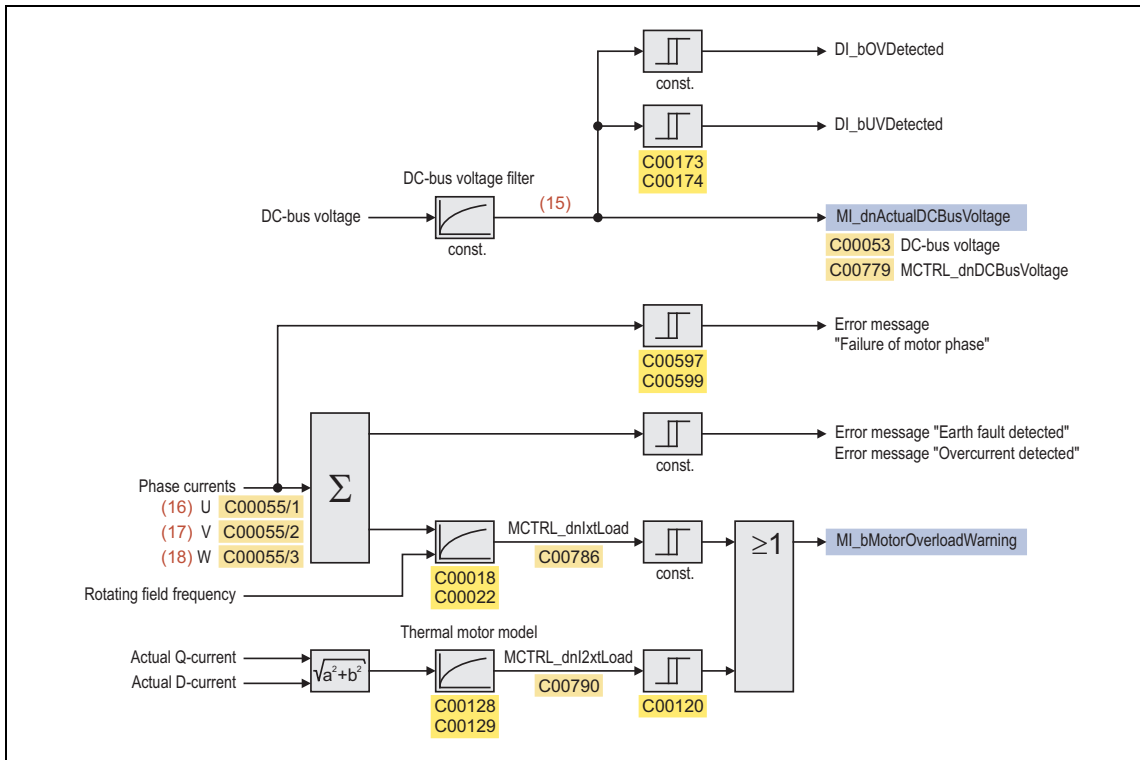 DI_bOVDetected
const.
DI_bUVDetected
C00173
C00174
DC-bus voltage filter
(15)
DC-bus voltage
const.
MI_dnActualDCBusVoltage
C00053 DC-bus voltage
C00779 MCTRL_dnDCBusVoltage
Error message
"Failure of motor phase"
C00597
C00599
Error message "Earth fault detected"
Error message "Overcurrent detected"
const.
Phase currents
(16) U C00055/1
(17) V C00055/2
(18) W C00055/3
Σ
MCTRL_dnIxtLoad
C00786
const.
≥1
MI_bMotorOverloadWarning
Rotating field frequency
C00018
C00022
Thermal motor model
Actual Q-current
Actual D-current
√a²+b²
MCTRL_dnI2xtLoad
C00790
C00128
C00129
C00120